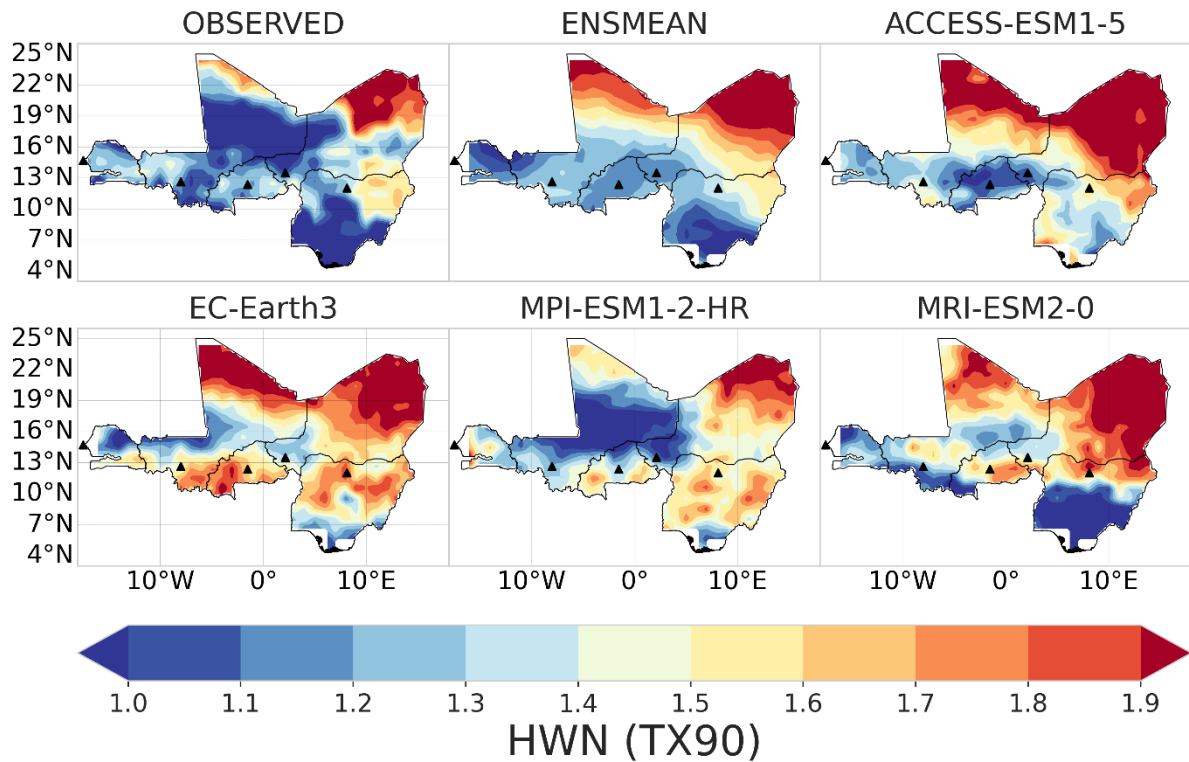 OBSERVED ENSMEAN ACCESS-ESM1-5
25°N
22°N
19°N
16°N
13°N
10°N
7°N
4°N
EC-Earth3 MPI-ESM1-2-HR MRI-ESM2-0
25°N
22°N
19°N
16°N
13°N
10°N
7°N
4°N
10°W 0° 10°E 10°W 0° 10°E 10°W 0° 10°E
1.0 1.1 1.2 1.3 1.4 1.5 1.6 1.7 1.8 1.9
HWN (TX90)